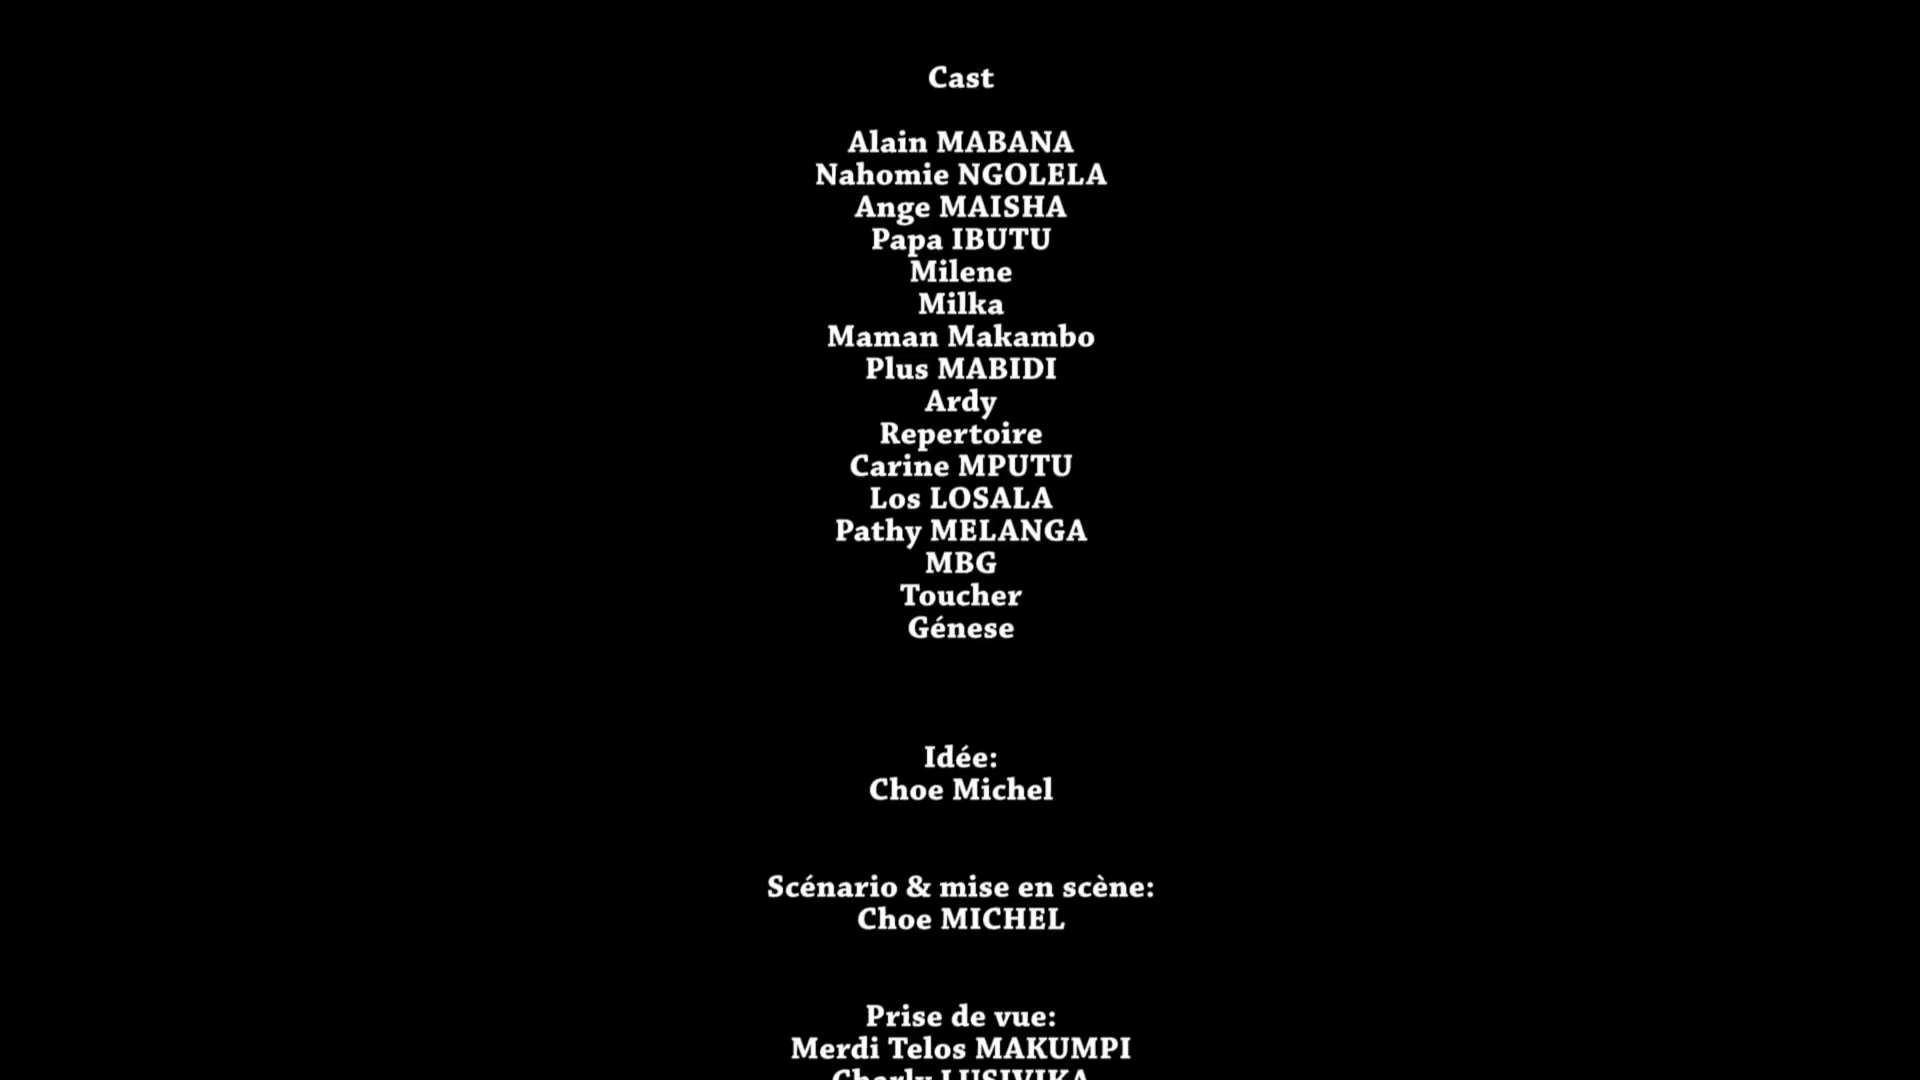 Cast
Alain MABANA
Nahomie NGOLELA
Ange MAISHA
Papa IBUTU
Milene
Milka
Maman Makambo
Plus MABIDI
Ardy
Repertoire
Carine MPUTU
Los LOSALA
Pathy MELANGA
MBG
Toucher
Génese
Idée:
Choe Michel
Scénario & mise en scène:
Choe MICHEL
Prise de vue:
Merdi Telos MAKUMPI
Charly LUSIVIKA